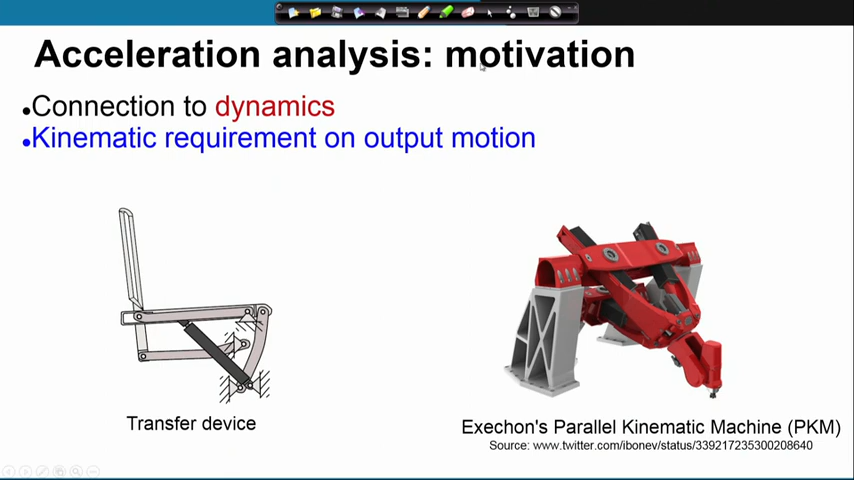 Acceleration analysis: motivation
•Connection to dynamics
•Kinematic requirement on output motion
Transfer device
Exechon's Parallel Kinematic Machine (PKM)
Source: www.twitter.com/ibonev/status/339217235300208640